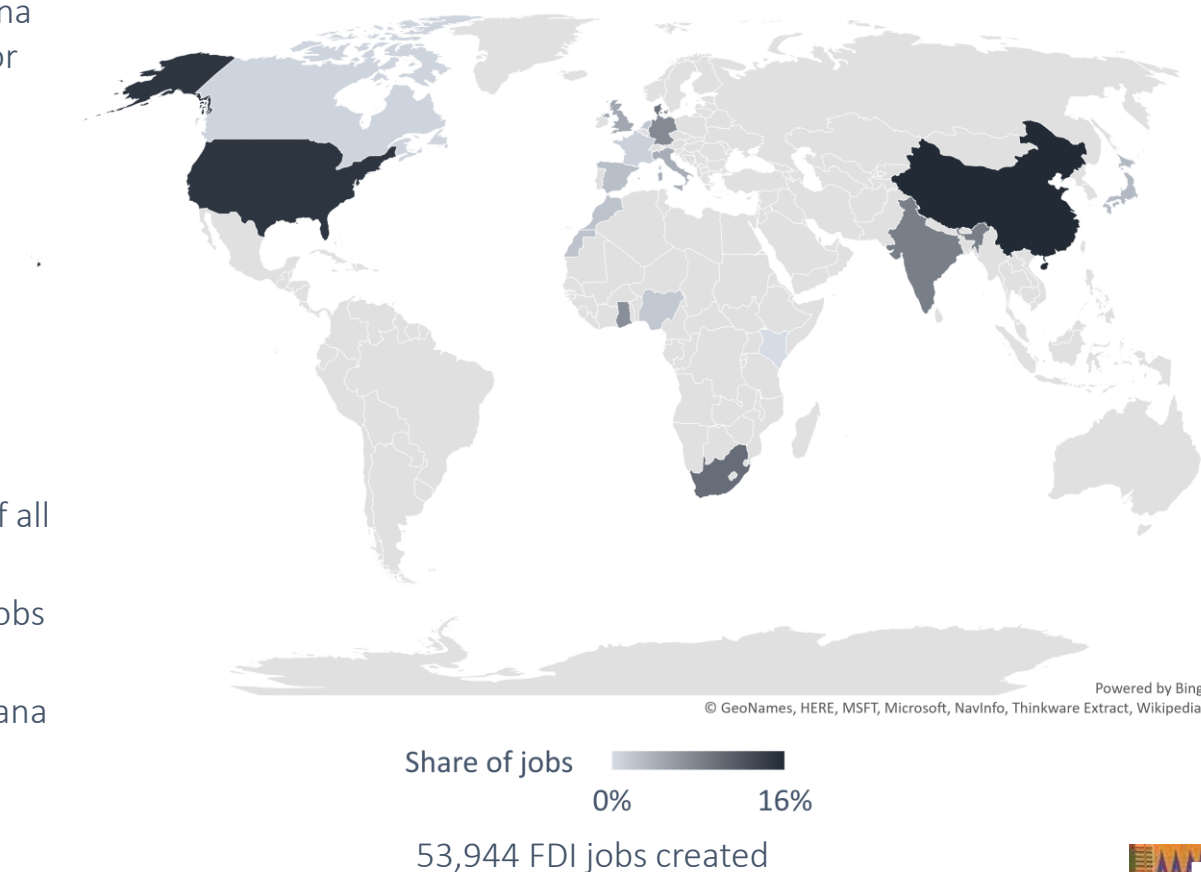 na
or
f all
obs
ana
Powered by Bing
© GeoNames, HERE, MSFT, Microsoft, NavInfo, Thinkware Extract, Wikipedia
Share of jobs
0% 16%
53,944 FDI jobs created